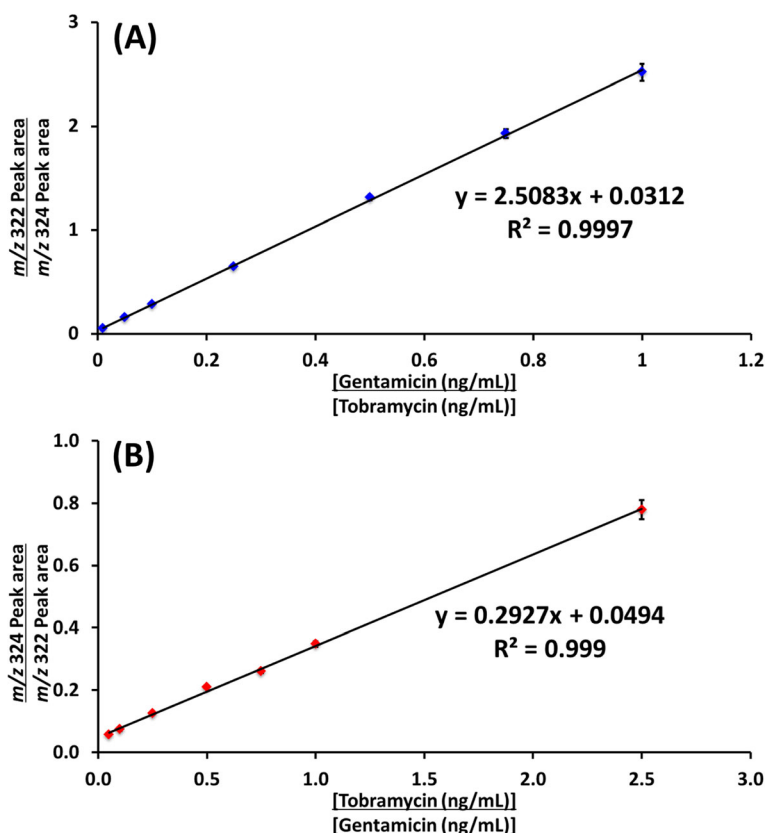 (A)
3
2
1
0
m/z 322 Peak area
m/z 324 Peak area
y = 2.5083x + 0.0312
R² = 0.9997
0 0.2 0.4 0.6 0.8 1 1.2
[Gentamicin (ng/mL)]
[Tobramycin (ng/mL)]
(B)
1.0
0.8
0.6
0.4
0.2
0.0
m/z 324 Peak area
m/z 322 Peak area
y = 0.2927x + 0.0494
R² = 0.999
0.0 0.5 1.0 1.5 2.0 2.5 3.0
[Tobramycin (ng/mL)]
[Gentamicin (ng/mL)]